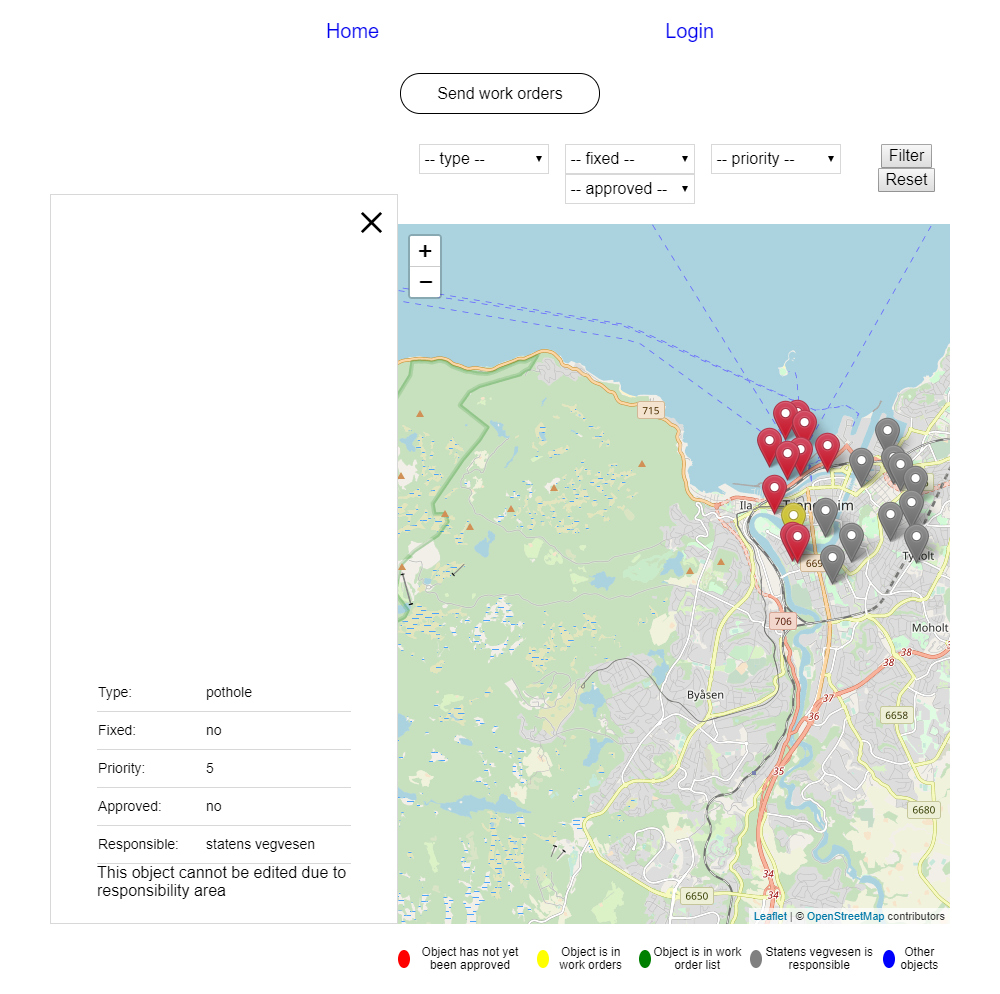 Home Login
Send work orders
-- type -- -- fixed -- -- priority -- Filter
-- approved -- Reset
+
−
715
Ila
669
Moholt
706
38
38
Byåsen
37
36
6658
35
6680
34
34
6650
Type: pothole
Fixed: no
Priority: 5
Approved: no
Responsible: statens vegvesen
This object cannot be edited due to
responsibility area
Leaflet | © OpenStreetMap contributors
Object has not yet
been approved
Object is in
work orders
Object is in work
order list
Statens vegvesen is
responsible
Other
objects